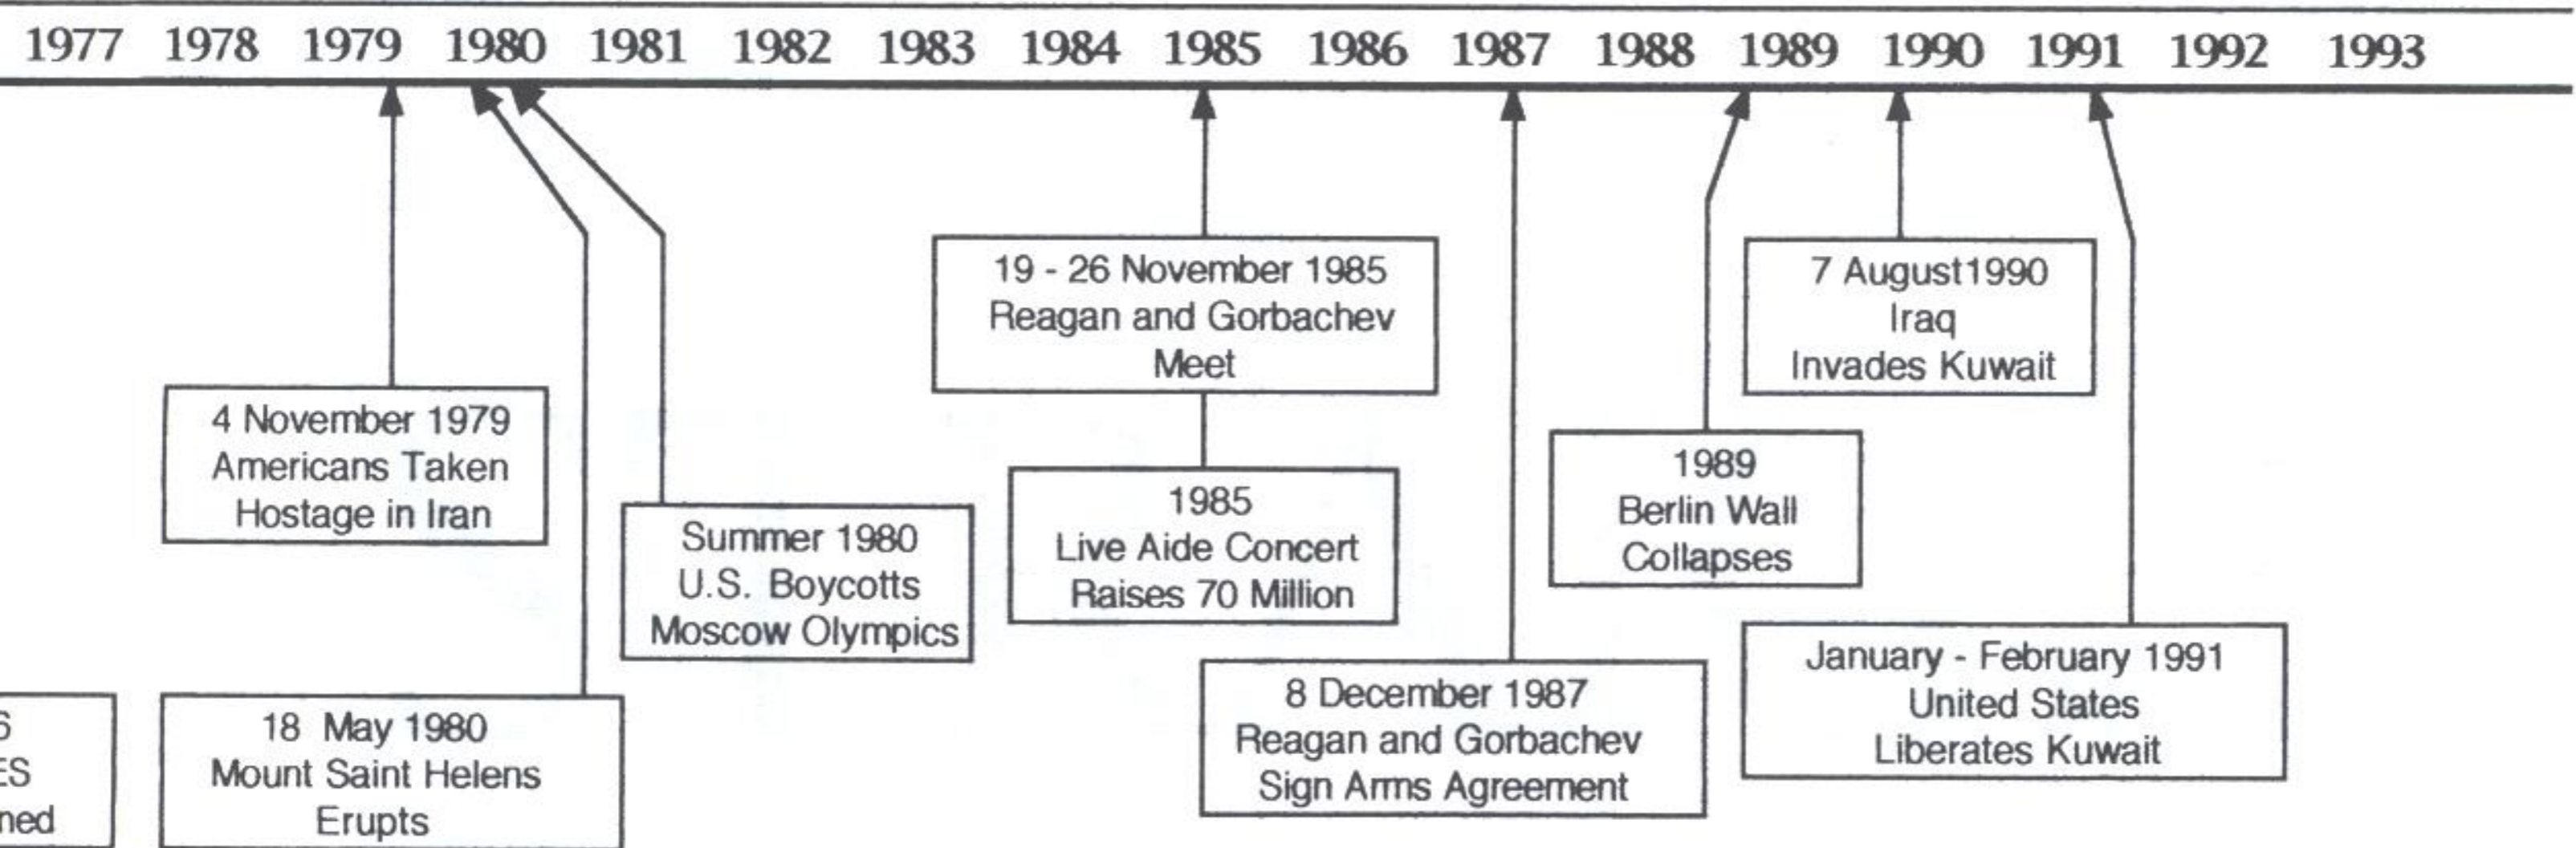 1977 1978 1979 1980 1981 1982 1983 1984 1985 1986 1987 1988 1989 1990 1991 1992 1993
19 - 26 November 1985
Reagan and Gorbachev
Meet
7 August1990
Iraq
Invades Kuwait
4 November 1979
Americans Taken
Hostage in Iran
1989
Berlin Wall
Collapses
1985
Live Aide Concert
Raises 70 Million
Summer 1980
U.S. Boycotts
Moscow Olympics
January - February 1991
United States
Liberates Kuwait
8 December 1987
Reagan and Gorbachev
Sign Arms Agreement
6
ES
ned
18 May 1980
Mount Saint Helens
Erupts